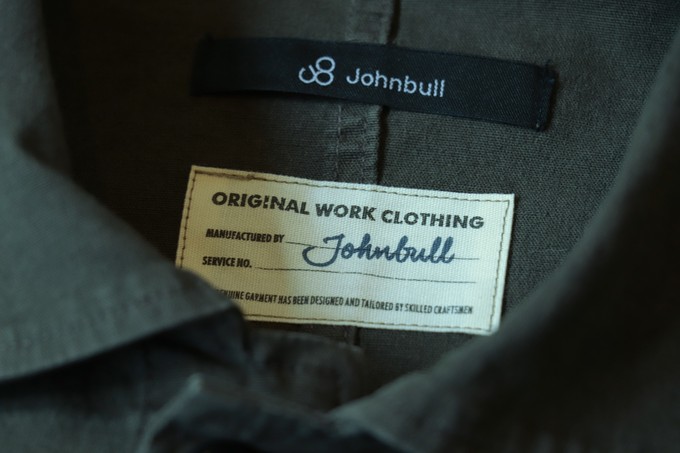 Johnbull
ORIGINAL WORK CLOTHING
MANUFACTURED BY Johnbull
SERVICE NO.
GARMENT HAS BEEN DESIGNED AND TAILORED BY SKILLED CRAFTSMEN